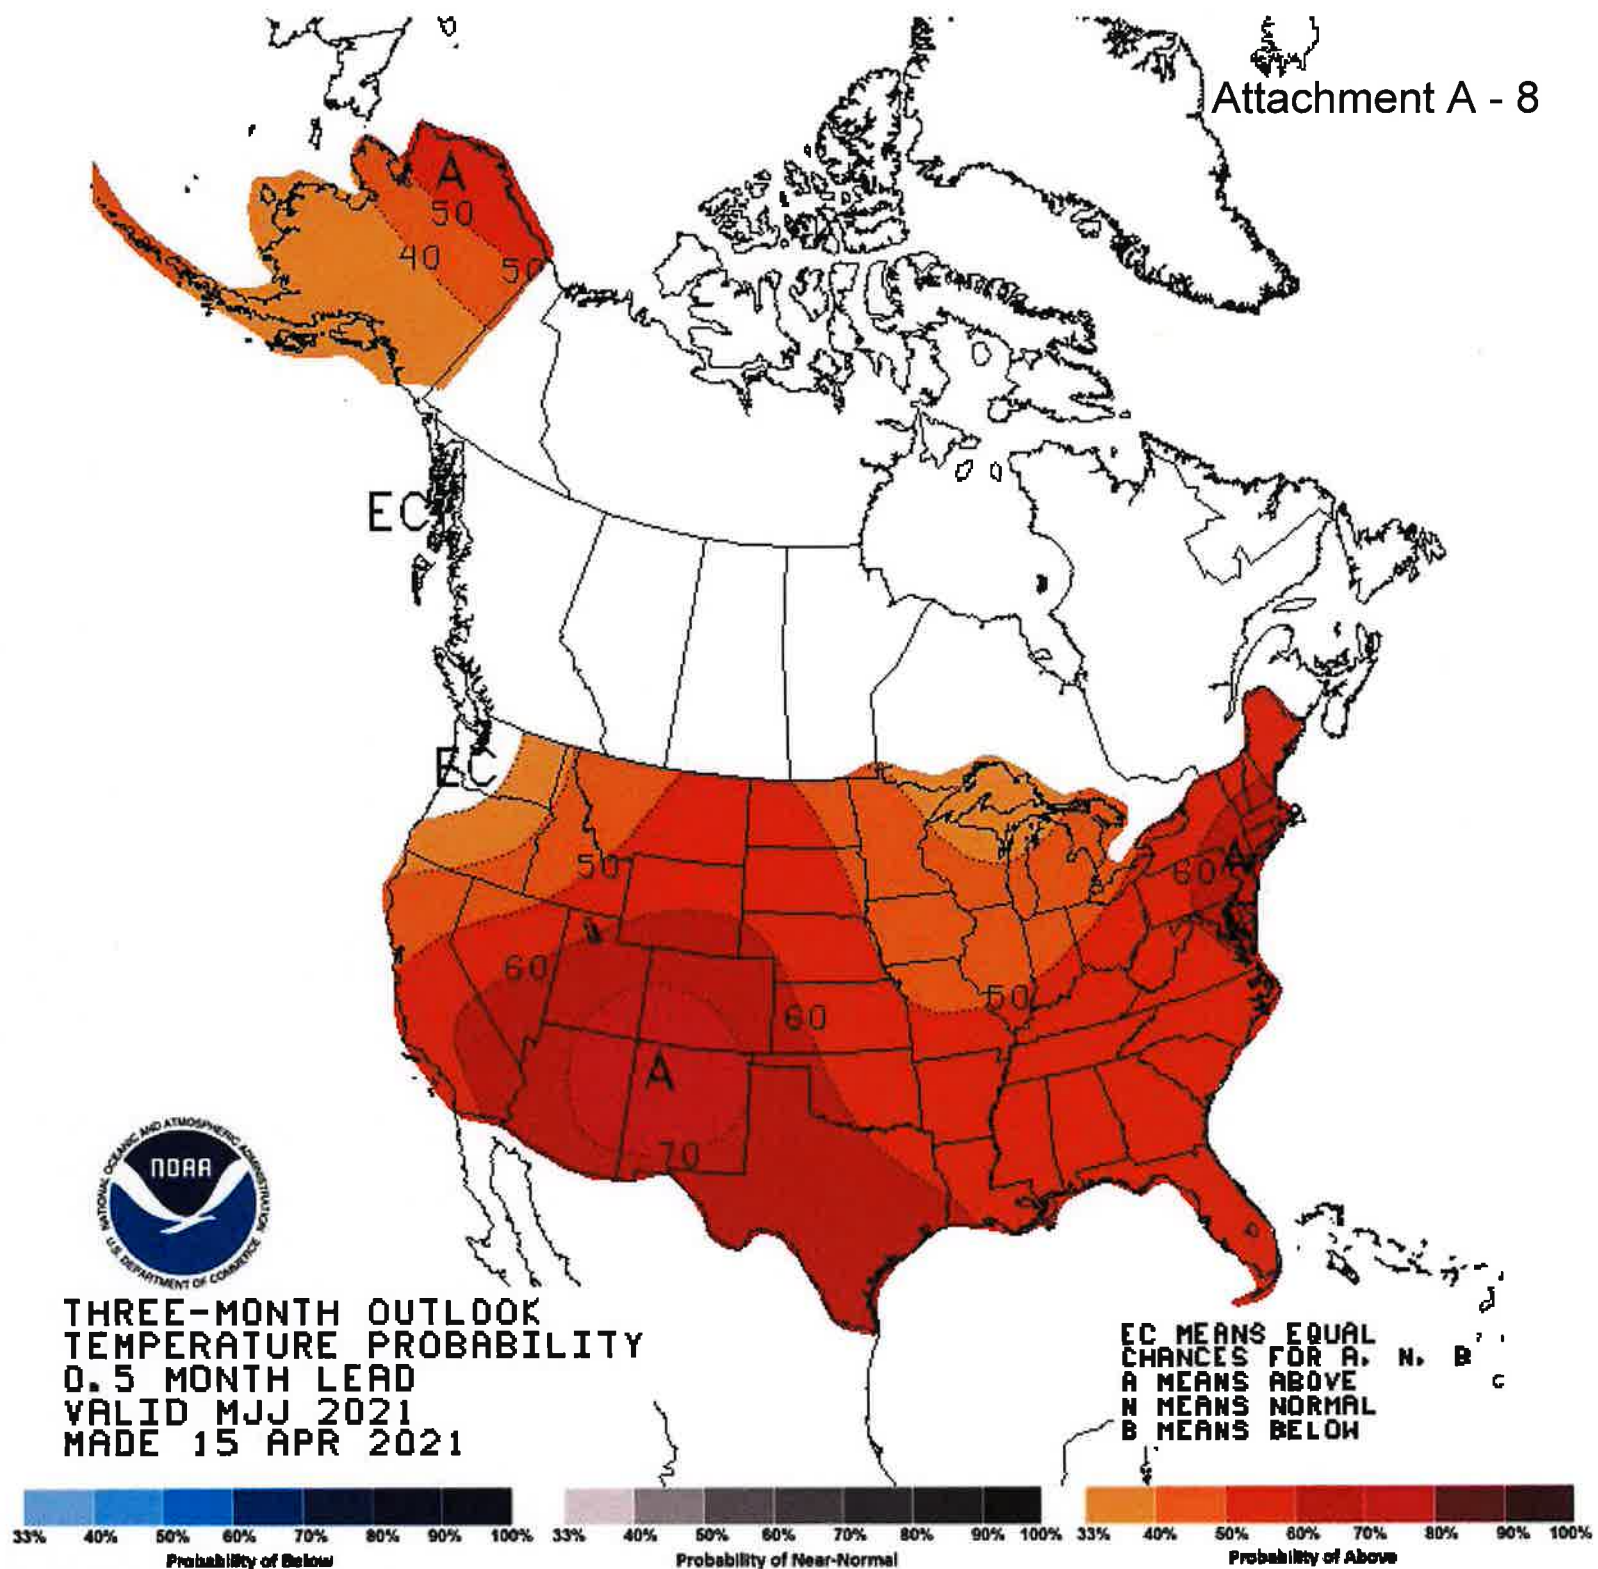 Attachment A - 8
A
50
40
50
EC
EC
50
60
A
60
50
60
A
70
NATIONAL OCEANIC AND ATMOSPHERIC ADMINISTRATION
NOAA
U.S. DEPARTMENT OF COMMERCE
THREE-MONTH OUTLOOK
TEMPERATURE PROBABILITY
0.5 MONTH LEAD
VALID MJJ 2021
MADE 15 APR 2021
EC MEANS EQUAL
CHANCES FOR A, N, B
A MEANS ABOVE
N MEANS NORMAL
B MEANS BELOW
33% 40% 50% 60% 70% 80% 90% 100%
Probability of Below
33% 40% 50% 60% 70% 80% 90% 100%
Probability of Near-Normal
33% 40% 50% 60% 70% 80% 90% 100%
Probability of Above